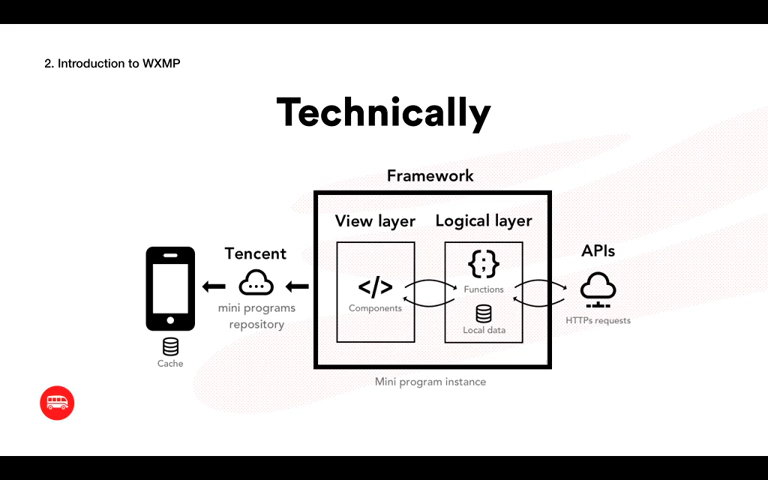 2. Introduction to WXMP
Technically
Framework
View layer
Logical layer
Tencent
mini programs
repository
Cache
</>
Components
{;}
Functions
Local data
APIs
HTTPs requests
Mini program instance